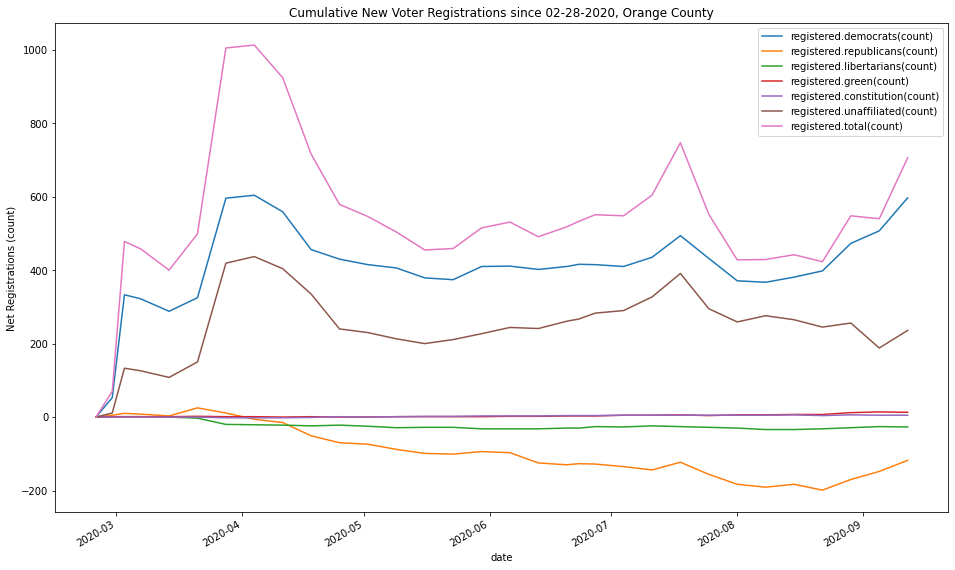 Cumulative New Voter Registrations since 02-28-2020, Orange County
registered.democrats(count)
registered.republicans(count)
registered.libertarians(count)
registered.green(count)
registered.constitution(count)
registered.unaffiliated(count)
registered.total(count)
Net Registrations (count)
1000
800
600
400
200
0
−200
2020-03
2020-04
2020-05
2020-06
2020-07
2020-08
2020-09
date